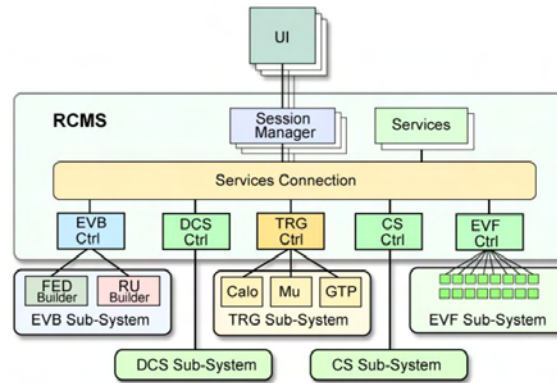 UI
RCMS
Session
Manager
Services
Services Connection
EVB
Ctrl
DCS
Ctrl
TRG
Ctrl
CS
Ctrl
EVF
Ctrl
FED
Builder
RU
Builder
EVB Sub-System
Calo
Mu
GTP
TRG Sub-System
EVF Sub-System
DCS Sub-System
CS Sub-System